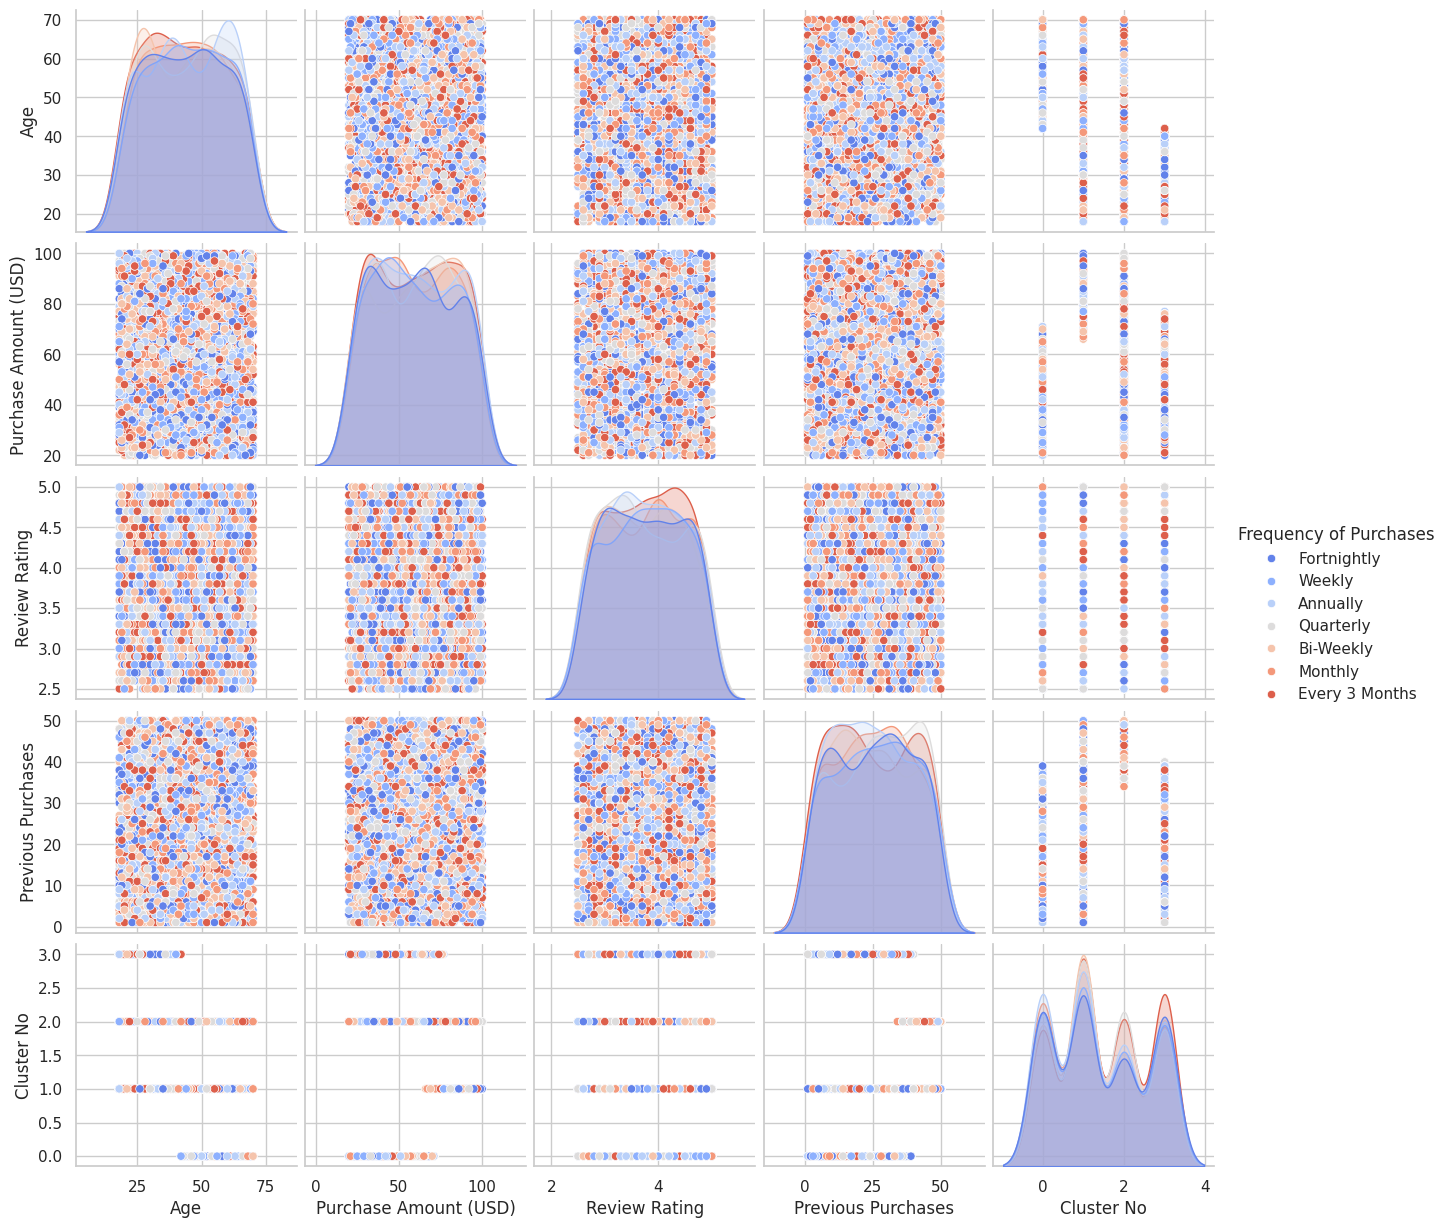 70
60
50
40
30
20
Age
100
80
60
40
20
Purchase Amount (USD)
5.0
4.5
4.0
3.5
3.0
2.5
Review Rating
50
40
30
20
10
0
Previous Purchases
3.0
2.5
2.0
1.5
1.0
0.5
0.0
Cluster No
25 50 75
Age
0 50 100
Purchase Amount (USD)
2 4
Review Rating
0 25 50
Previous Purchases
0 2 4
Cluster No
Frequency of Purchases
Fortnightly
Weekly
Annually
Quarterly
Bi-Weekly
Monthly
Every 3 Months